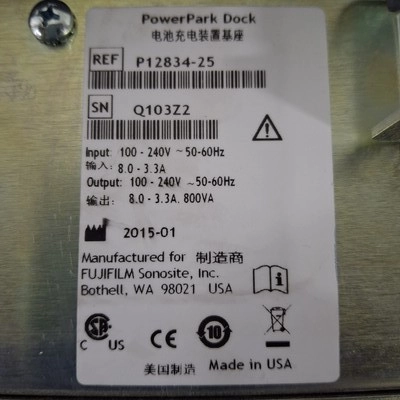 PowerPark Dock
电池充电装置基座
REF P12834-25
SN Q103Z2
Input: 100 - 240V ~ 50-60Hz
输入: 8.0 - 3.3A
Output: 100 - 240V ~50-60Hz
输出: 8.0 - 3.3A. 800VA
2015-01
Manufactured for 制造商
FUJIFILM Sonosite, Inc.
Bothell, WA 98021 USA
C US
CE
10
美国制造 Made in USA